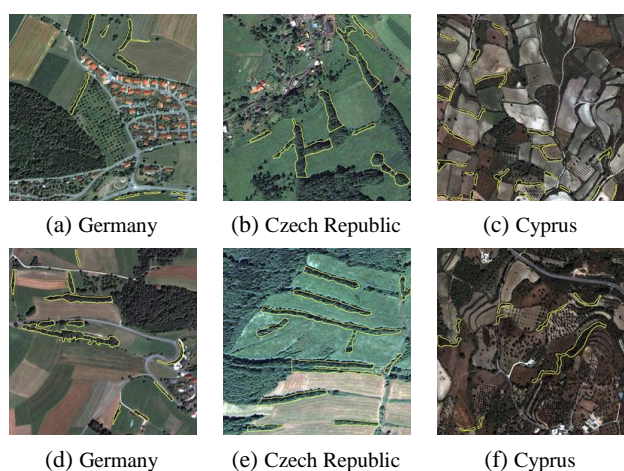 (a) Germany (b) Czech Republic (c) Cyprus
(d) Germany (e) Czech Republic (f) Cyprus